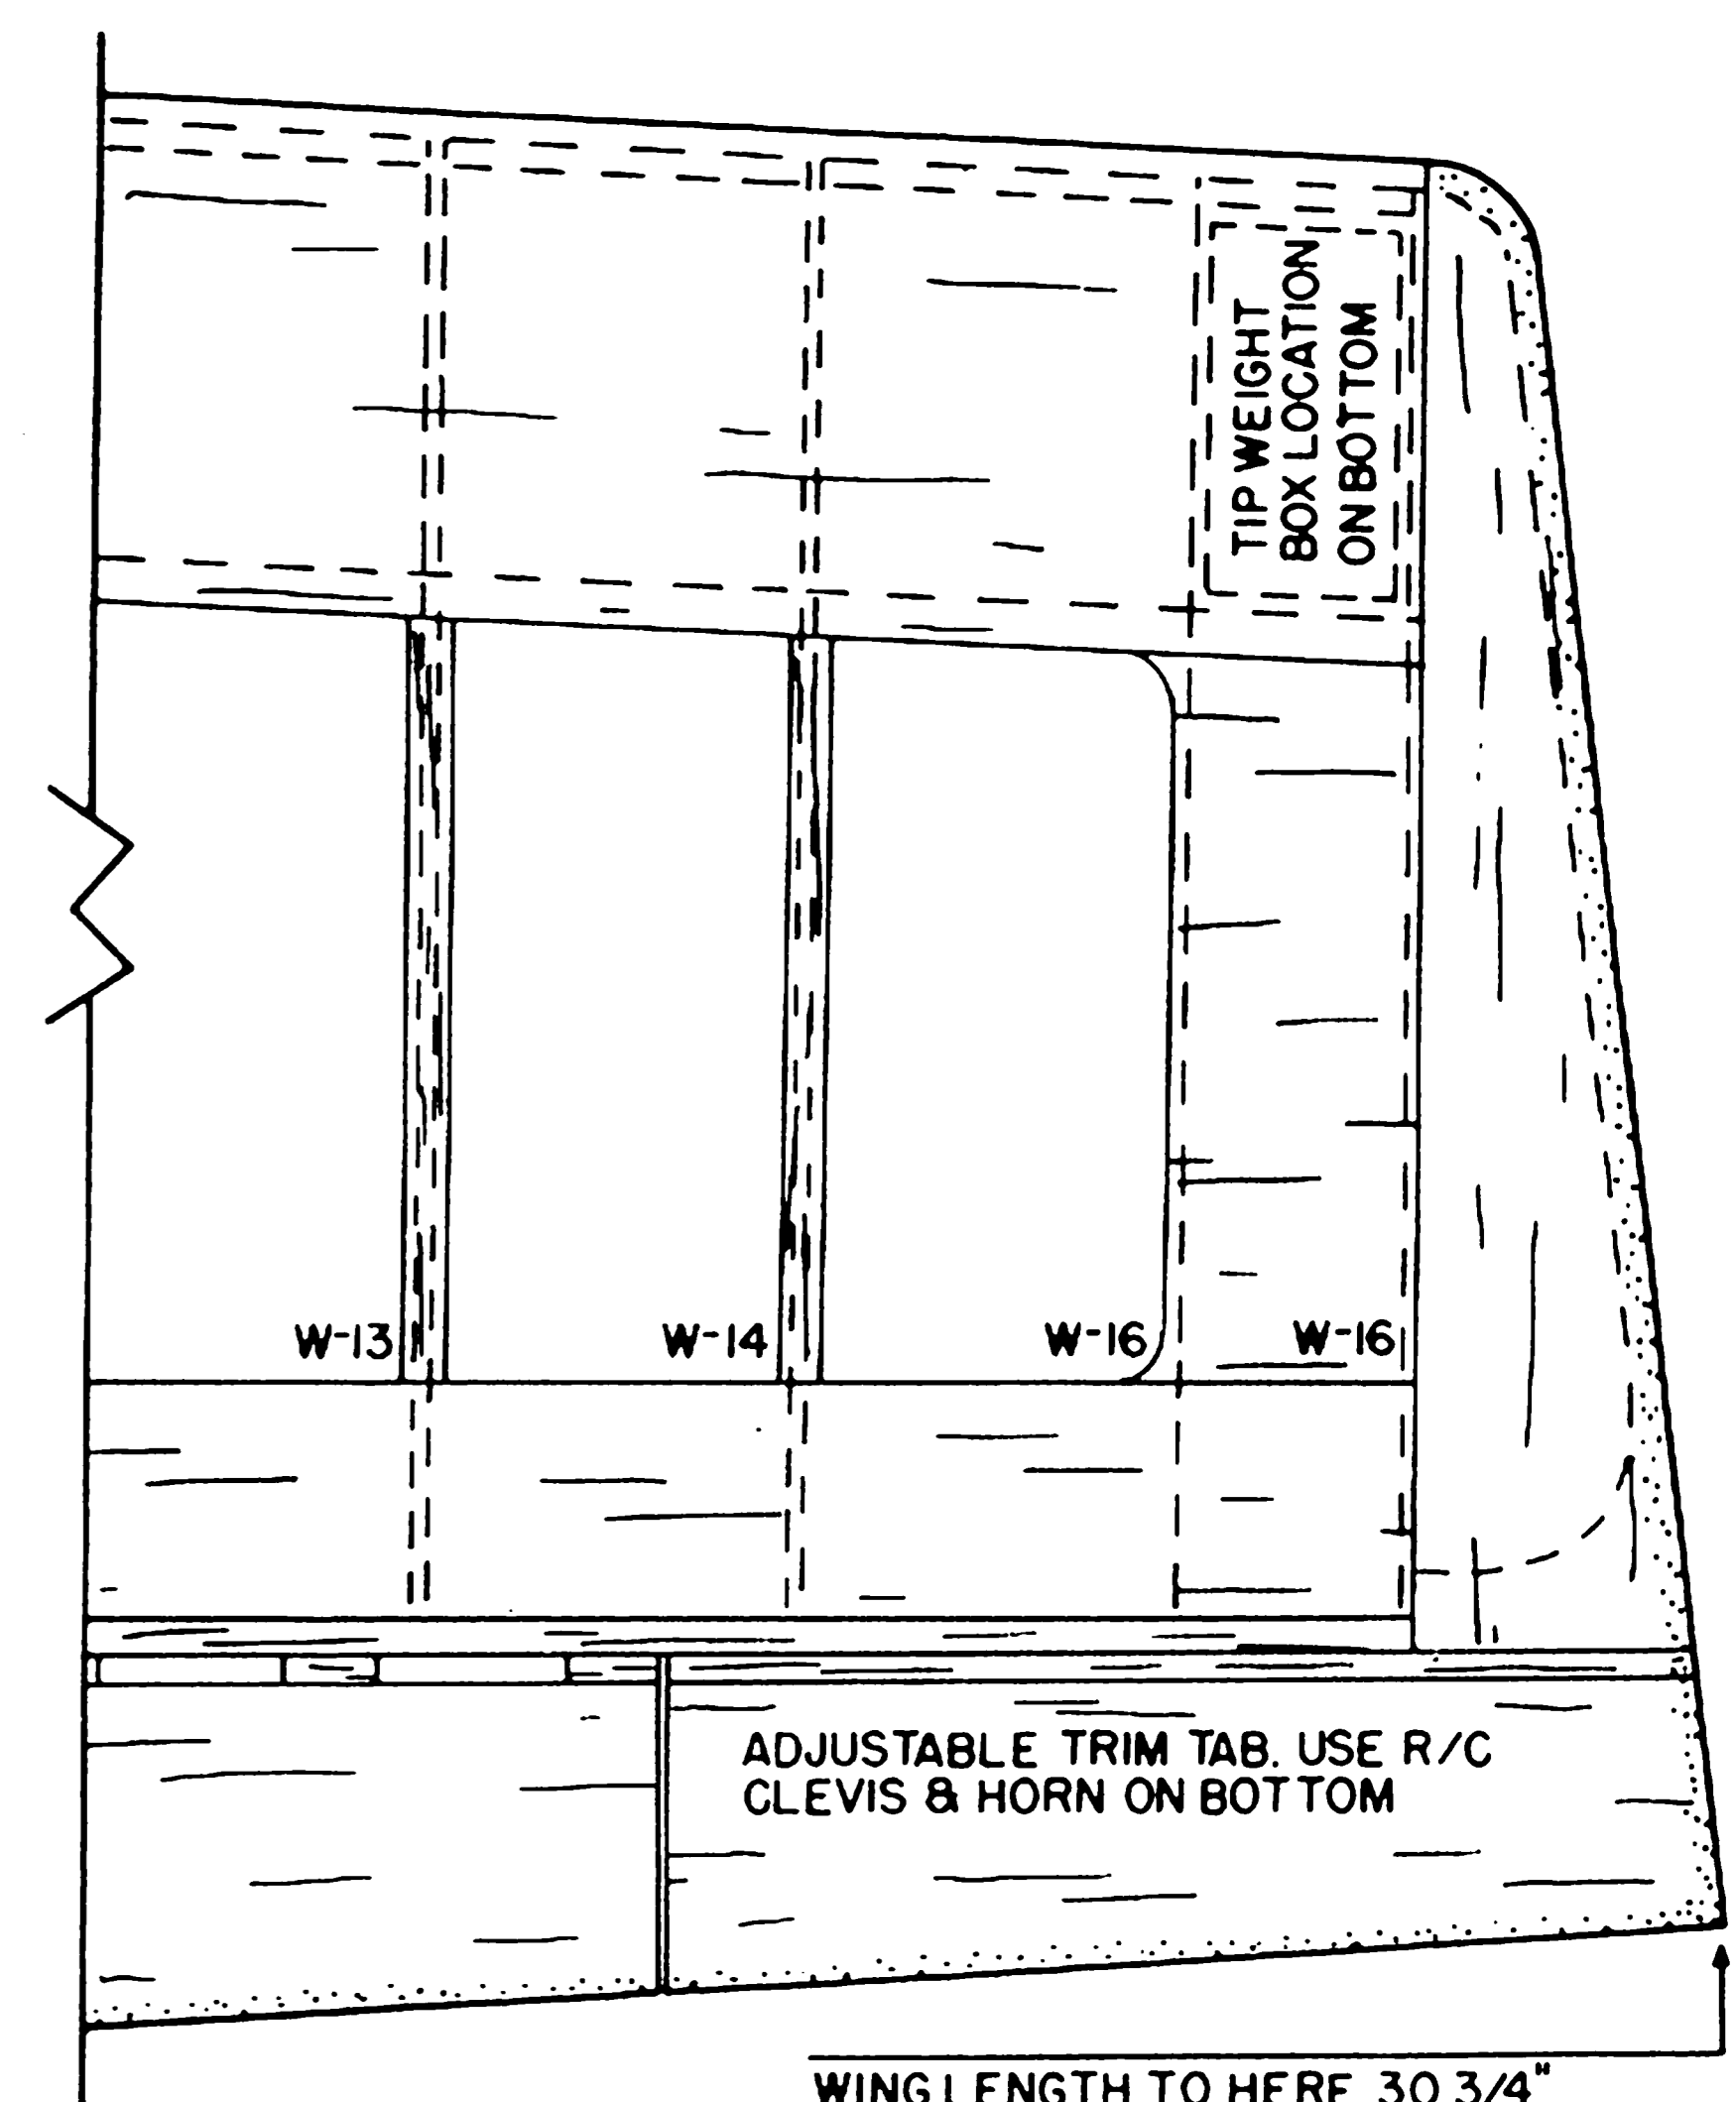 TIP WEIGHT
BOX LOCATION
ON BOTTOM
W-13
W-14
W-16
W-16
ADJUSTABLE TRIM TAB. USE R/C
CLEVIS & HORN ON BOTTOM
WING LENGTH TO HERE 30 3/4"